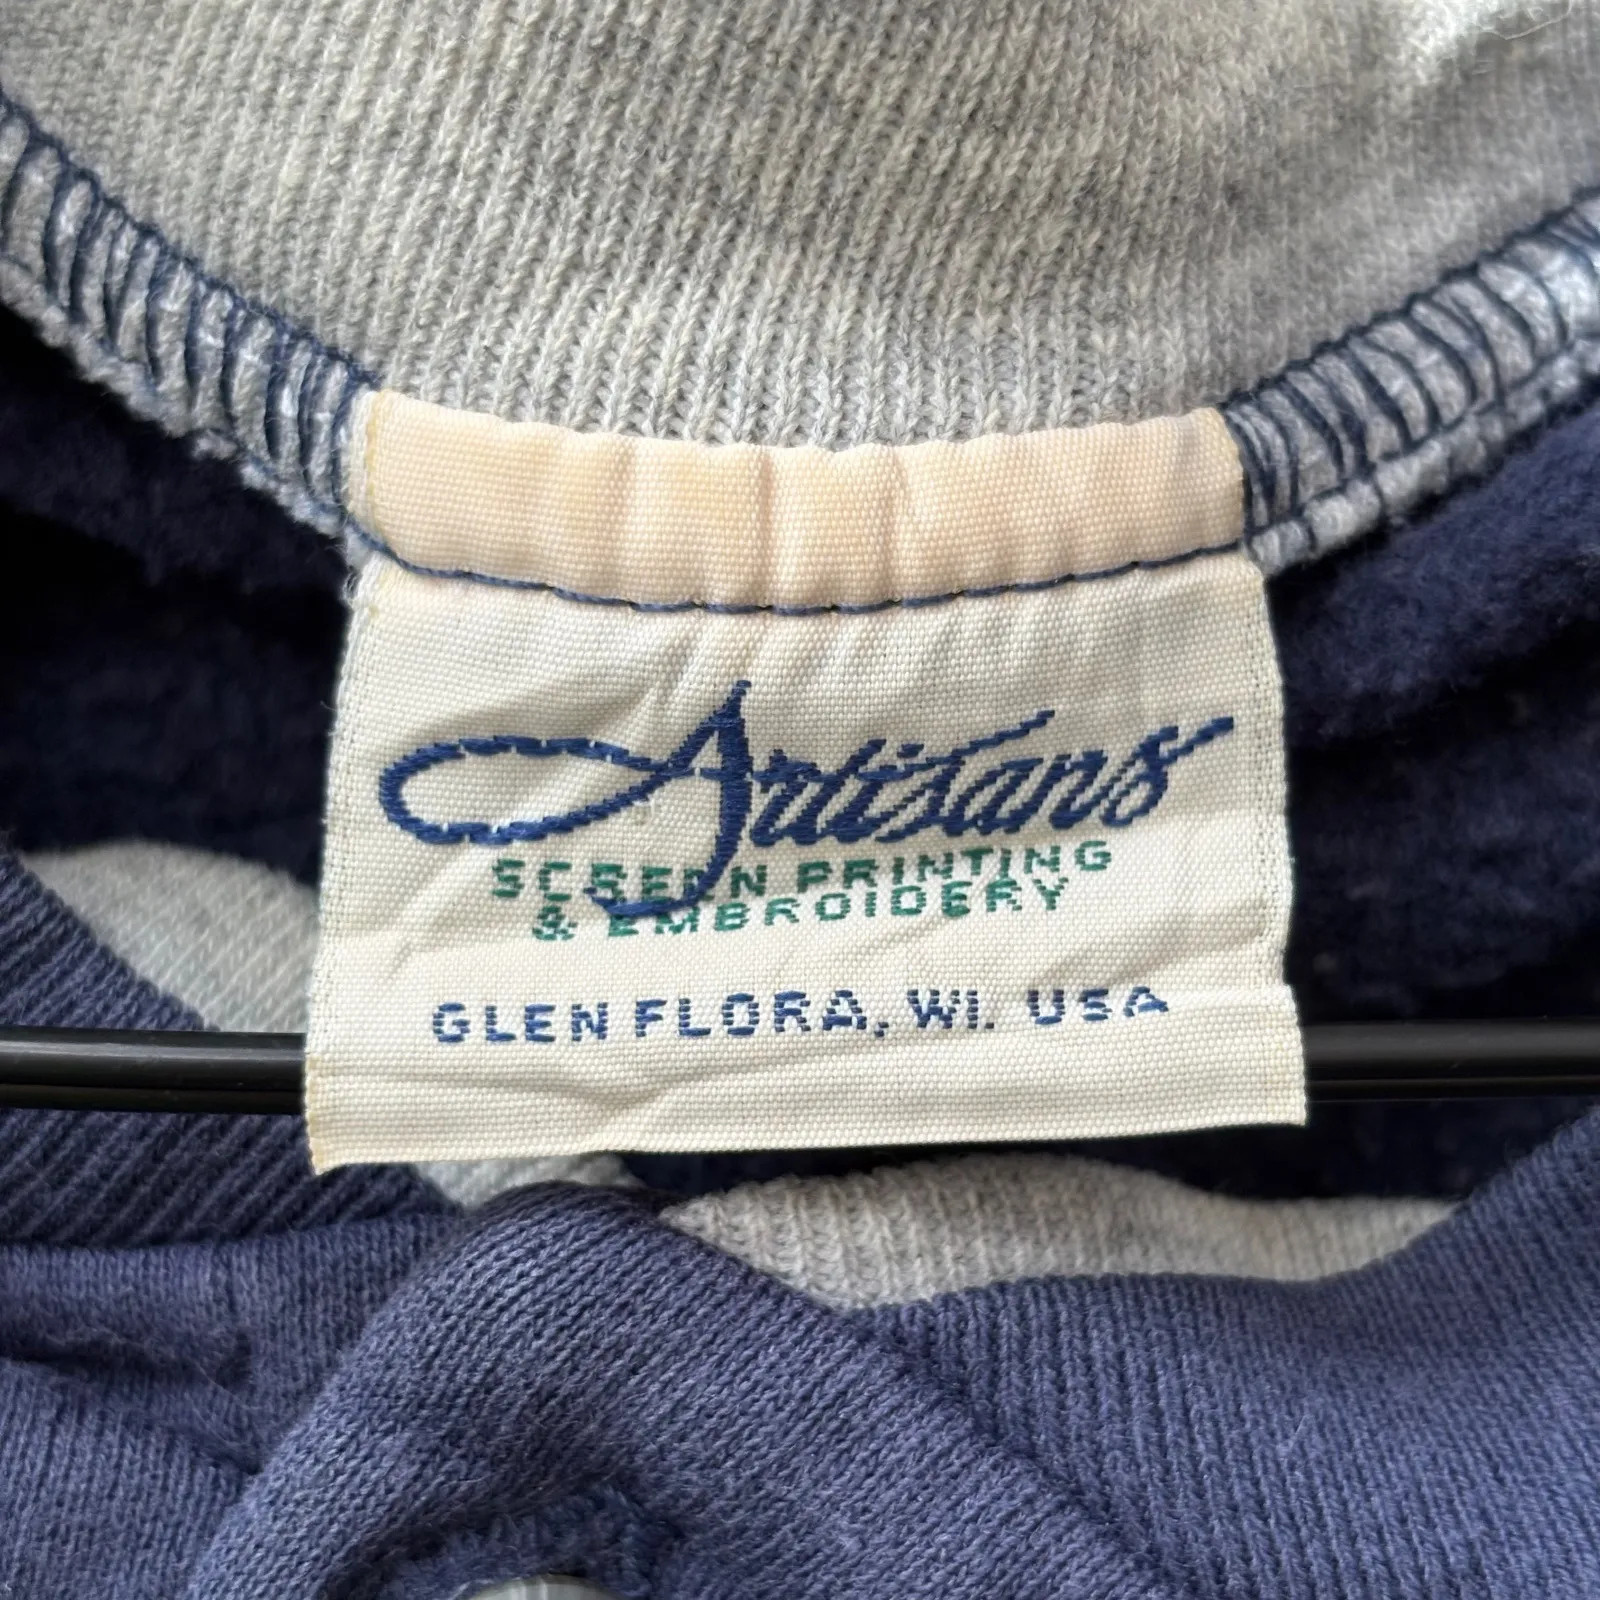 Artisans
SCREEN PRINTING
& EMBROIDERY
GLEN FLORA, WI. USA